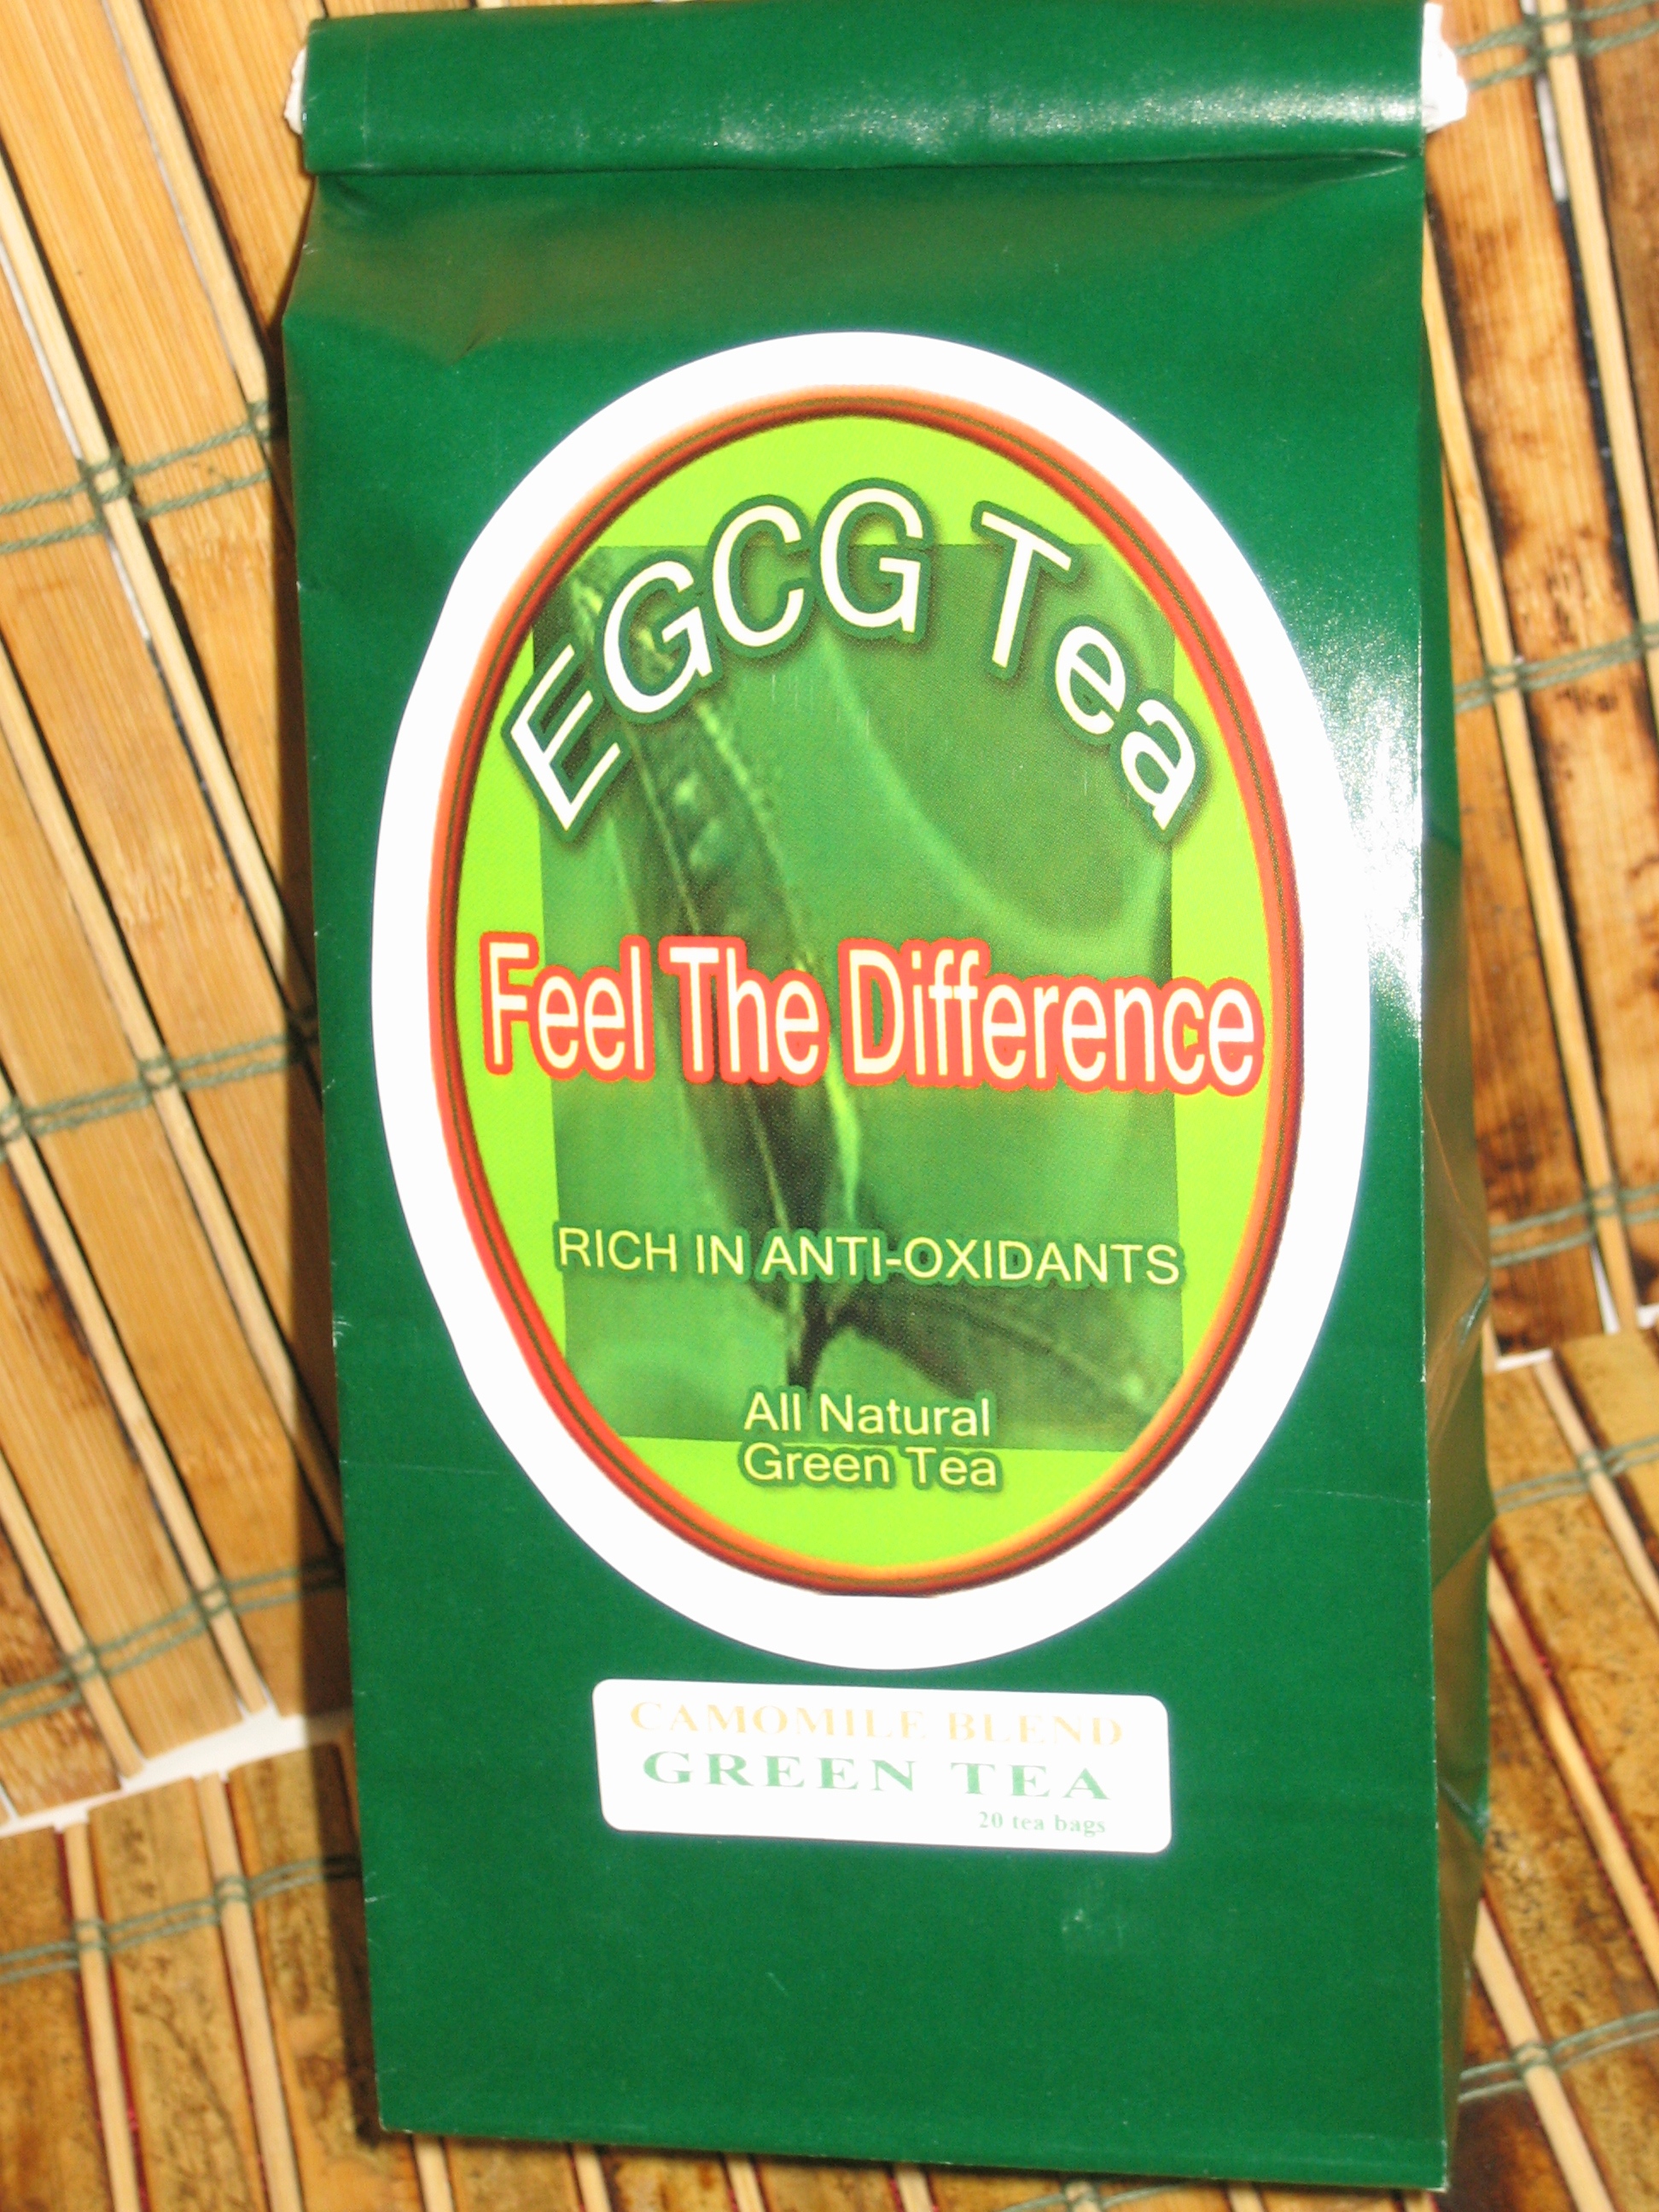 EGCG Tea
Feel The Difference
RICH IN ANTI-OXIDANTS
All Natural
Green Tea
CAMOMILE BLEND
GREEN TEA
20 tea bags